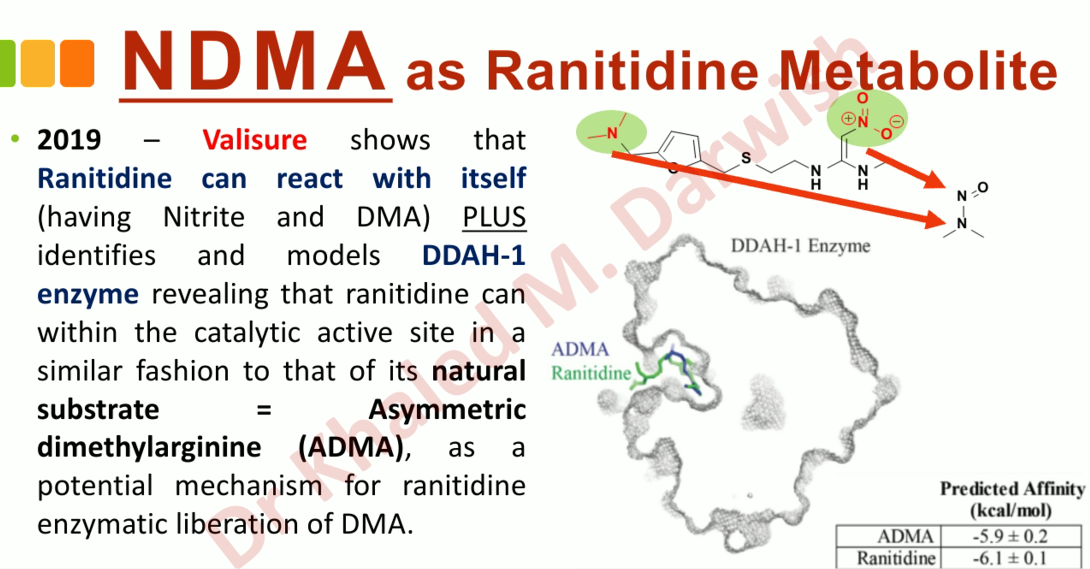 NDMA as Ranitidine Metabolite
• 2019 – Valisure shows that
Ranitidine can react with itself
(having Nitrite and DMA) PLUS
identifies and models DDAH-1
enzyme revealing that ranitidine can
within the catalytic active site in a
similar fashion to that of its natural
substrate = Asymmetric
dimethylarginine (ADMA), as a
potential mechanism for ranitidine
enzymatic liberation of DMA.
N
O
S
N
H
N
H
⊕N
O
O⊖
N
O
N
DDAH-1 Enzyme
ADMA
Ranitidine
Predicted Affinity
(kcal/mol)
ADMA -5.9 ± 0.2
Ranitidine -6.1 ± 0.1
Dr Khaled M. Darwish